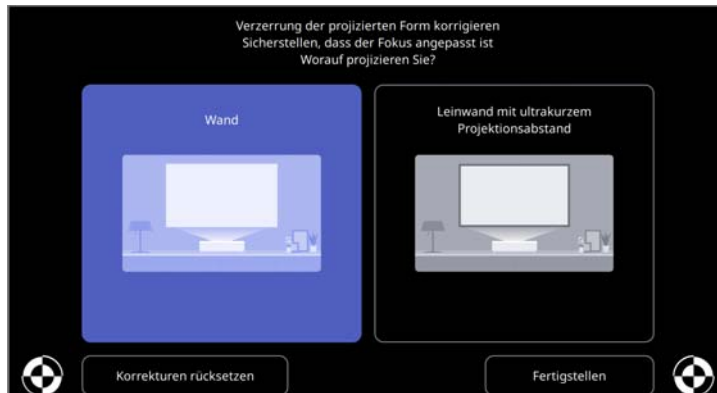 Verzerrung der projizierten Form korrigieren
Sicherstellen, dass der Fokus angepasst ist
Worauf projizieren Sie?
Wand
Leinwand mit ultrakurzem
Projektionsabstand
Korrekturen rücksetzen
Fertigstellen